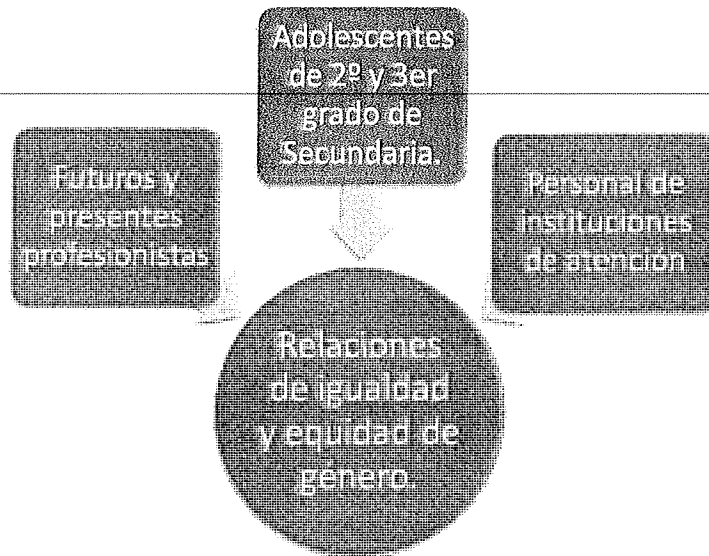 Adolescentes
de 2º y 3er
grado de
Secundaria.
Futuros y
presentes
profesionistas
Personal de
instituciones
de atención
Relaciones
de igualdad
y equidad de
género.